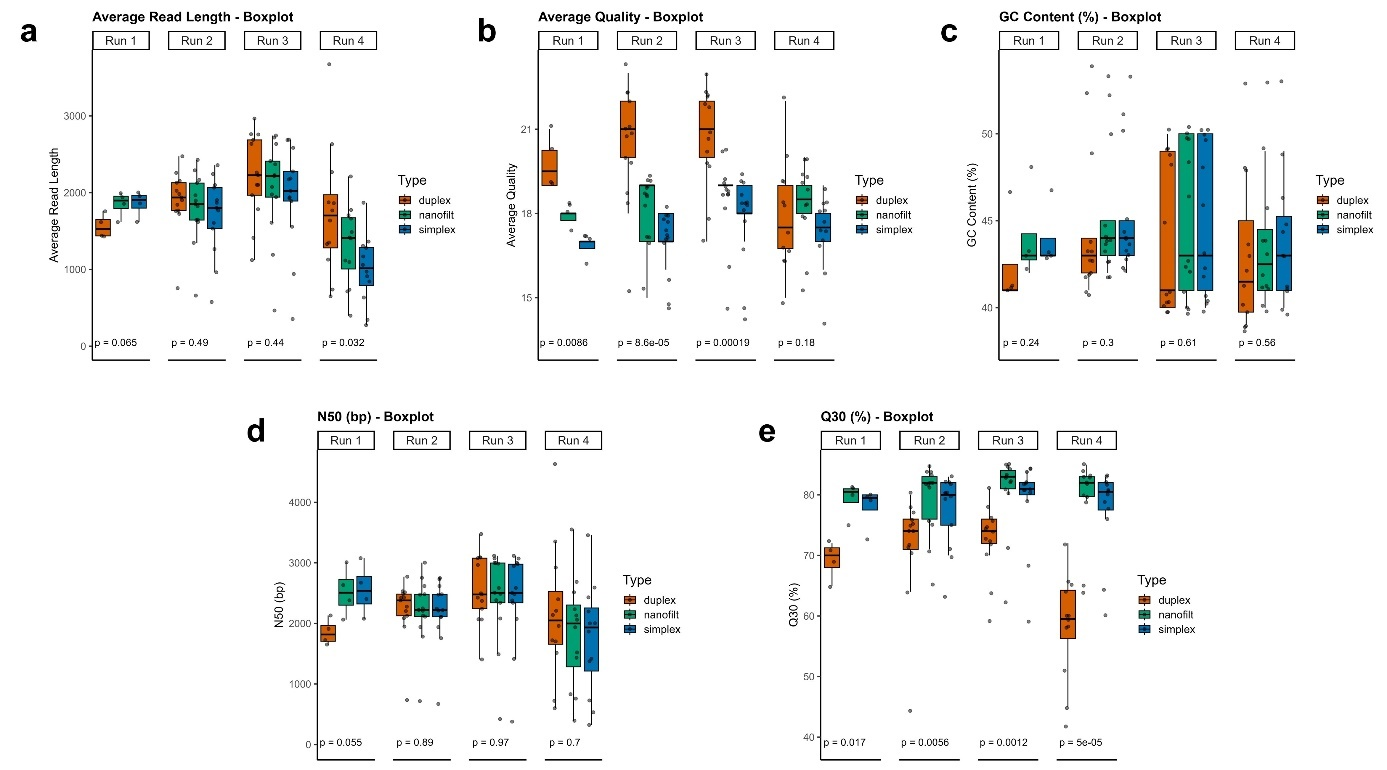 a
Average Read Length - Boxplot
Run 1 Run 2 Run 3 Run 4
Average Read Length
3000
2000
1000
0
p = 0.065 p = 0.49 p = 0.44 p = 0.032
Type
duplex
nanofilt
simplex
b
Average Quality - Boxplot
Run 1 Run 2 Run 3 Run 4
Average Quality
21
18
15
p = 0.0086 p = 8.6e-05 p = 0.00019 p = 0.18
Type
duplex
nanofilt
simplex
c
GC Content (%) - Boxplot
Run 1 Run 2 Run 3 Run 4
GC Content (%)
50
45
40
p = 0.24 p = 0.3 p = 0.61 p = 0.56
Type
duplex
nanofilt
simplex
d
N50 (bp) - Boxplot
Run 1 Run 2 Run 3 Run 4
N50 (bp)
4000
3000
2000
1000
0
p = 0.055 p = 0.89 p = 0.97 p = 0.7
Type
duplex
nanofilt
simplex
e
Q30 (%) - Boxplot
Run 1 Run 2 Run 3 Run 4
Q30 (%)
80
70
60
50
40
p = 0.017 p = 0.0056 p = 0.0012 p = 5e-05
Type
duplex
nanofilt
simplex